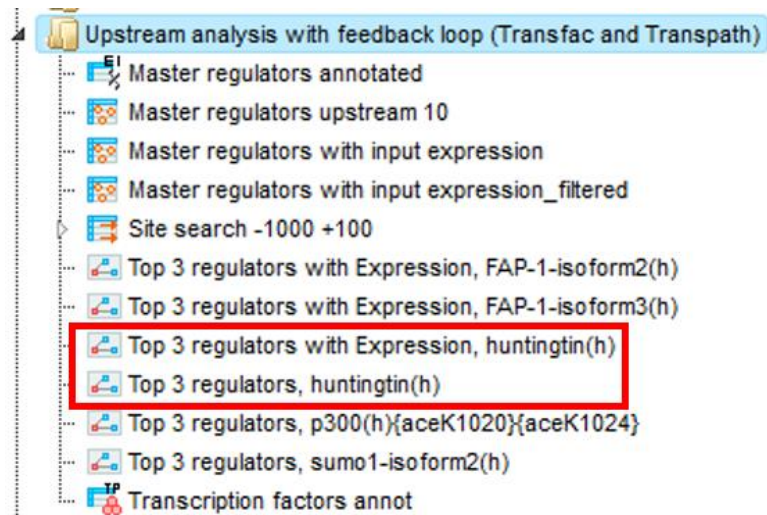 Upstream analysis with feedback loop (Transfac and Transpath)
EI
Master regulators annotated
Master regulators upstream 10
Master regulators with input expression
Master regulators with input expression_filtered
Site search -1000 +100
Top 3 regulators with Expression, FAP-1-isoform2(h)
Top 3 regulators with Expression, FAP-1-isoform3(h)
Top 3 regulators with Expression, huntingtin(h)
Top 3 regulators, huntingtin(h)
Top 3 regulators, p300(h){aceK1020}{aceK1024}
Top 3 regulators, sumo1-isoform2(h)
TP
Transcription factors annot